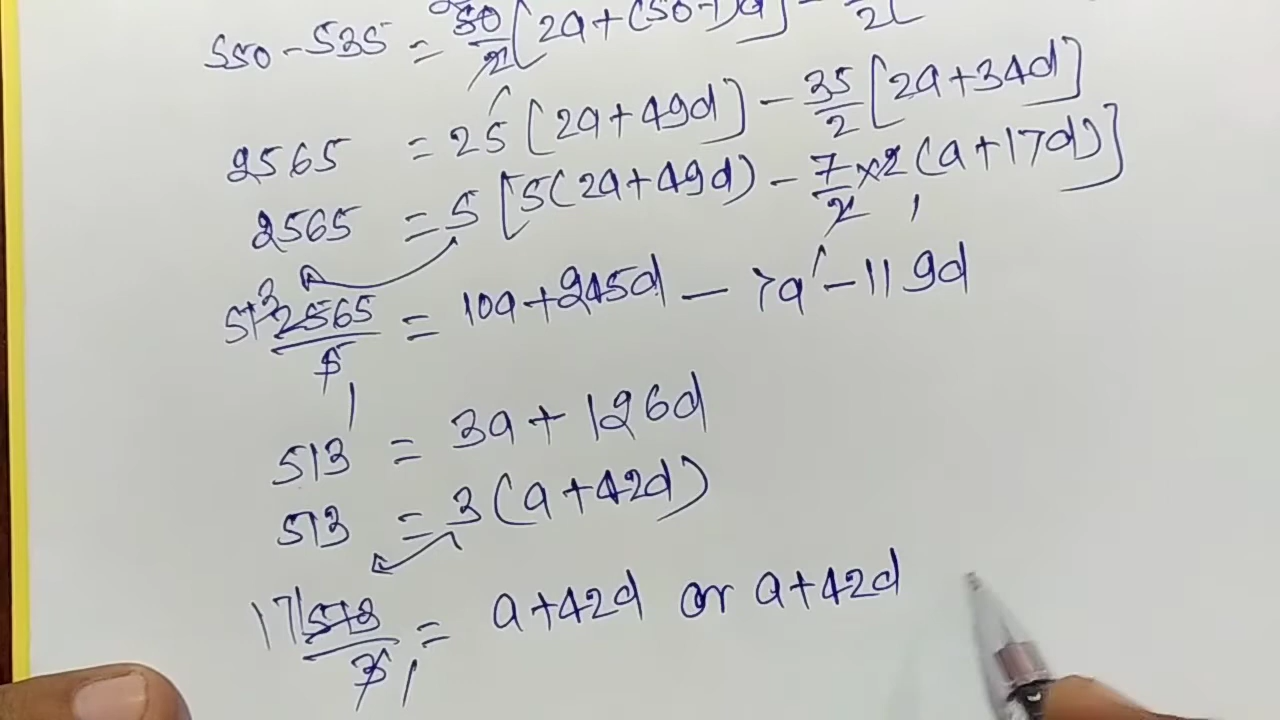 S50-S35 = 50/2[2a+(50-1)d] -
2565 = 25[2a+49d] - 35/2[2a+34d]
2565 = 5[5(2a+49d) - 7/2×2(a+17d)]
513 2565/5 = 10a+245d - 7a-119d
513 = 3a+126d
513 = 3(a+42d)
171 513/3 = a+42d or a+42d